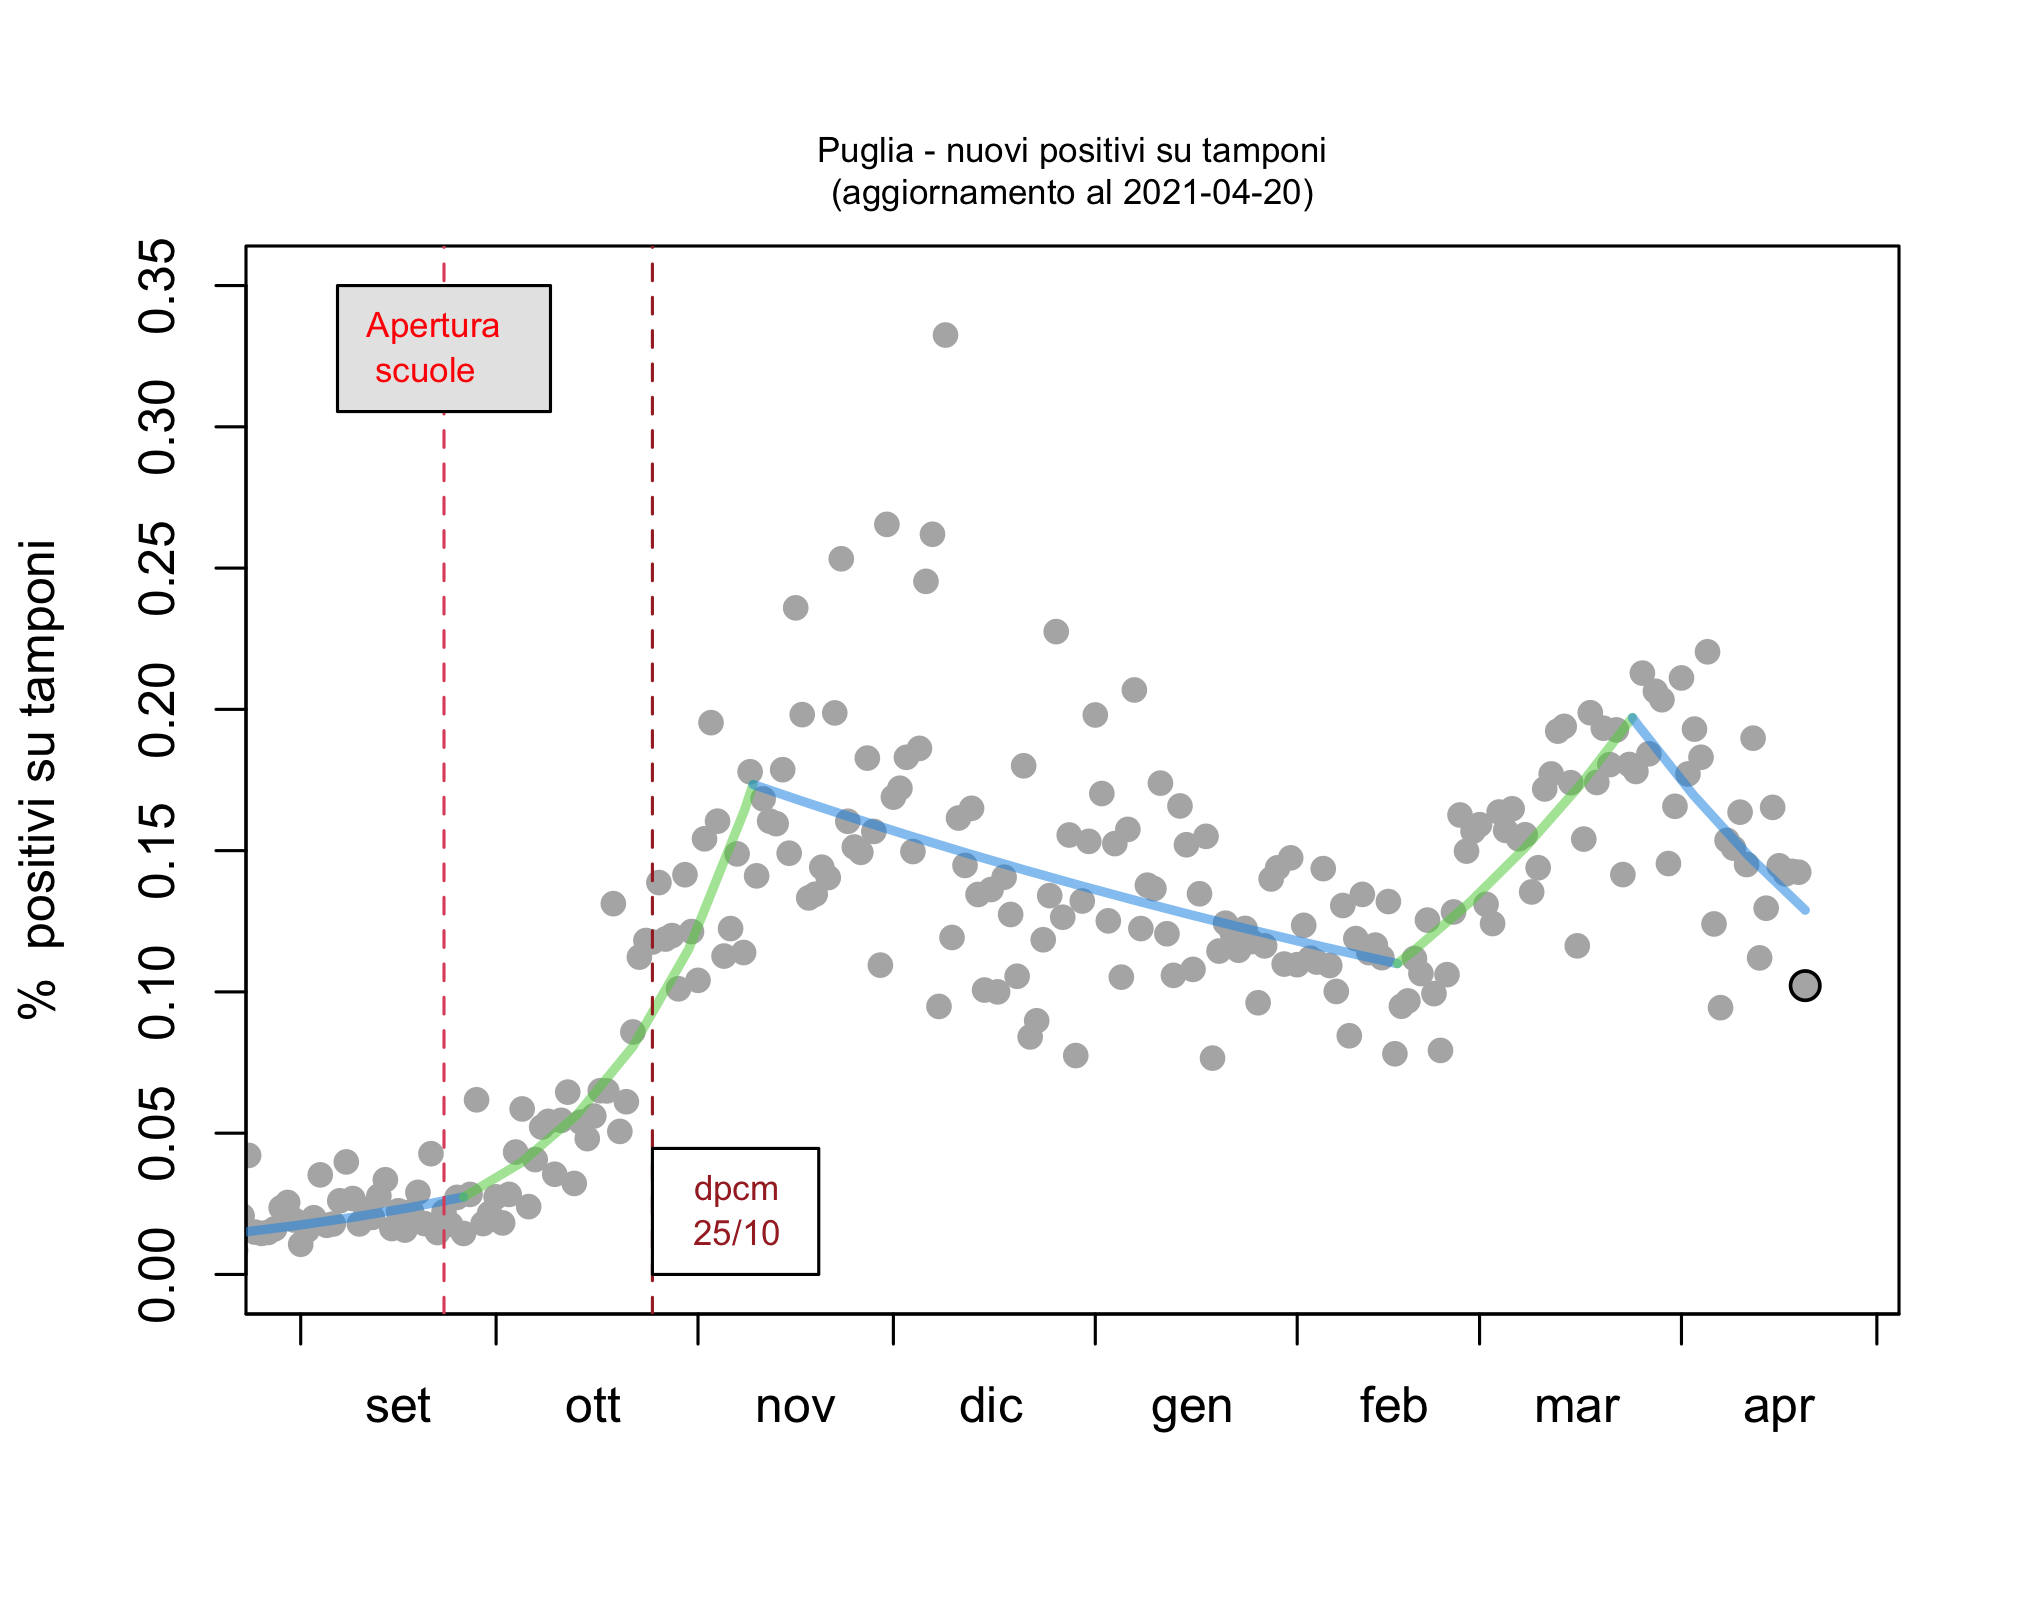 Puglia - nuovi positivi su tamponi
(aggiornamento al 2021-04-20)
% positivi su tamponi
0.35
0.30
0.25
0.20
0.15
0.10
0.05
0.00
Apertura
scuole
dpcm
25/10
set ott nov dic gen feb mar apr